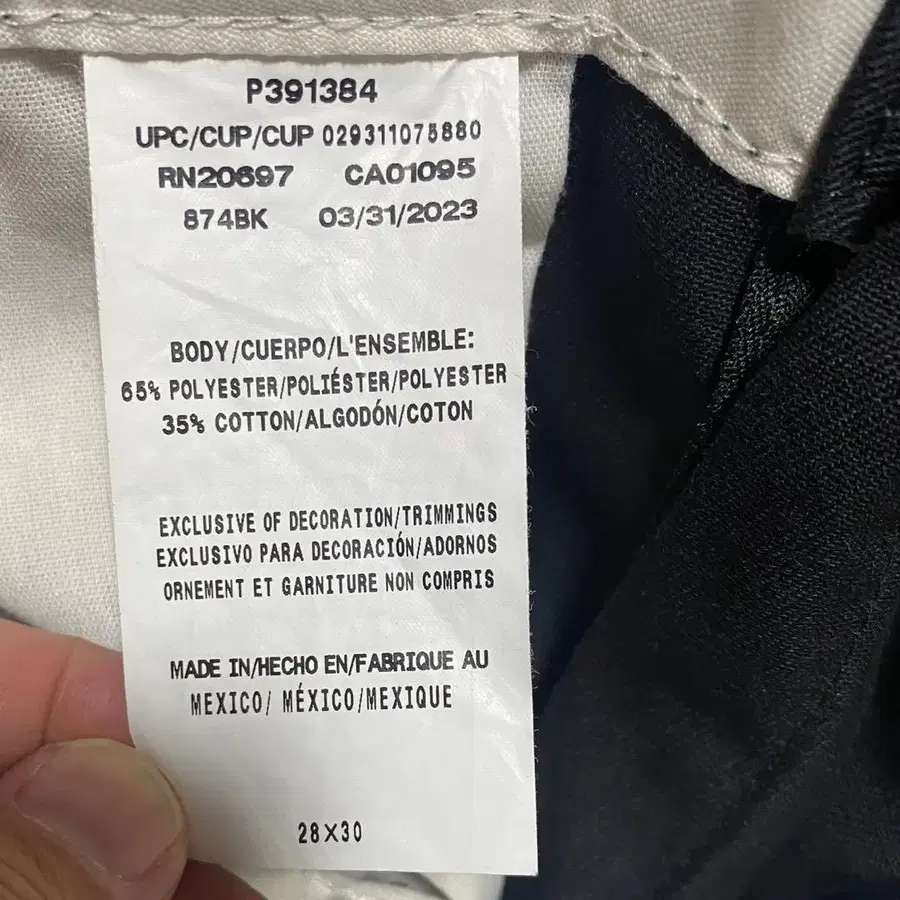 P391384
UPC/CUP/CUP 029311075880
RN20697 CA01095
874BK 03/31/2023
BODY/CUERPO/L'ENSEMBLE:
65% POLYESTER/POLIÉSTER/POLYESTER
35% COTTON/ALGODÓN/COTON
EXCLUSIVE OF DECORATION/TRIMMINGS
EXCLUSIVO PARA DECORACIÓN/ADORNOS
ORNEMENT ET GARNITURE NON COMPRIS
MADE IN/HECHO EN/FABRIQUE AU
MEXICO/ MÉXICO/MEXIQUE
28X30